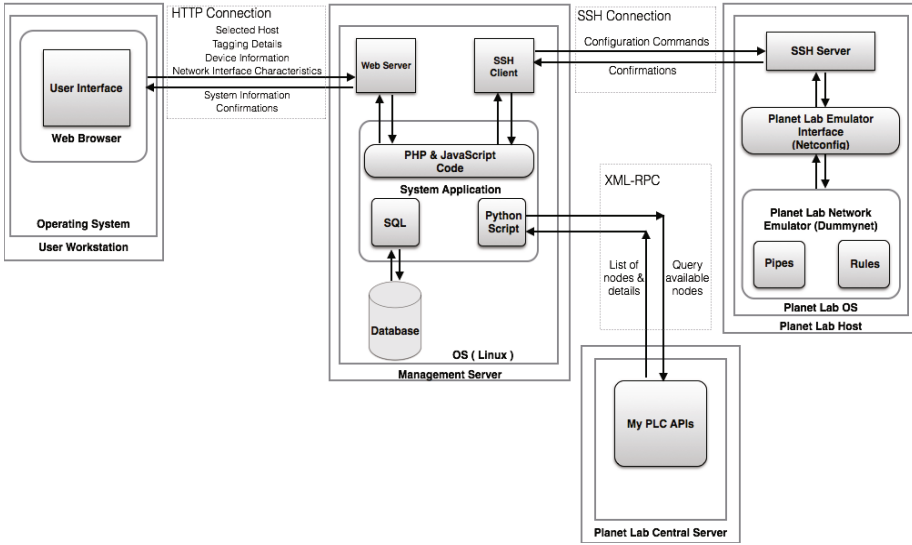 HTTP Connection
Selected Host
Tagging Details
Device Information
Network Interface Characteristics
System Information
Confirmations
User Interface
Web Browser
Operating System
User Workstation
Web Server
SSH
Client
PHP & JavaScript
Code
System Application
SQL
Python
Script
Database
OS ( Linux )
Management Server
SSH Connection
Configuration Commands
Confirmations
SSH Server
Planet Lab Emulator
Interface
(Netconfig)
Planet Lab Network
Emulator (Dummynet)
Pipes
Rules
Planet Lab OS
Planet Lab Host
XML-RPC
List of
nodes &
details
Query
available
nodes
My PLC APIs
Planet Lab Central Server